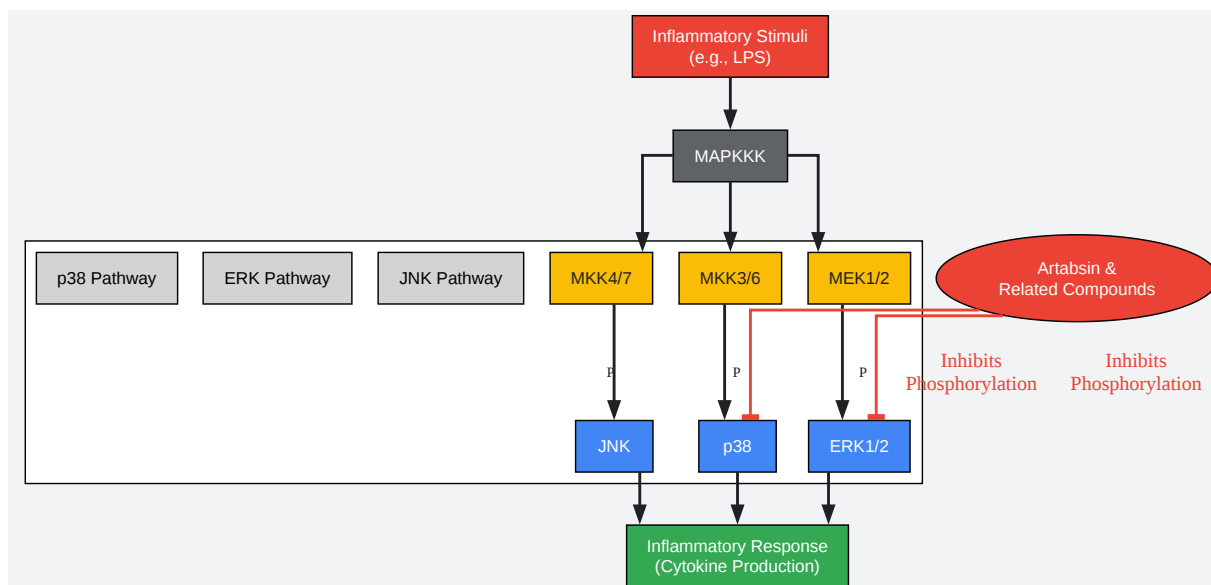 Inflammatory Stimuli
(e.g., LPS)
MAPKKK
p38 Pathway
ERK Pathway
JNK Pathway
MKK4/7
MKK3/6
MEK1/2
Artabsin &
Related Compounds
Inhibits
Phosphorylation
Inhibits
Phosphorylation
P
P
P
JNK
p38
ERK1/2
Inflammatory Response
(Cytokine Production)